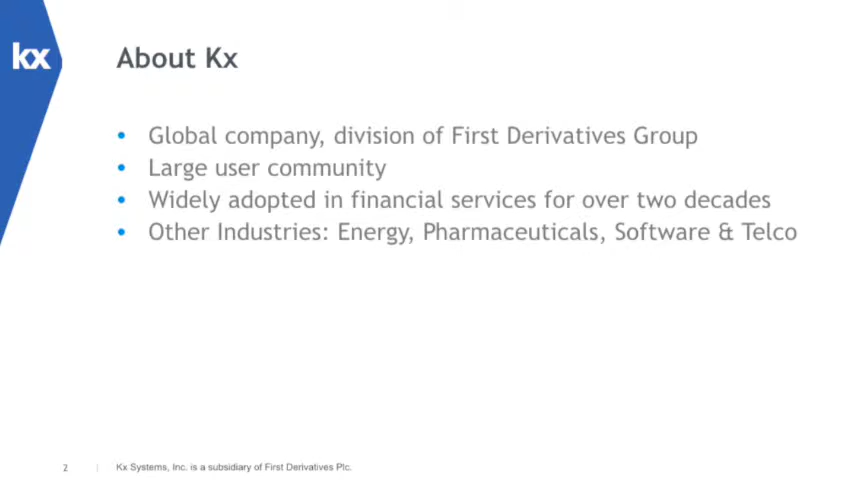 kx
About Kx
• Global company, division of First Derivatives Group
• Large user community
• Widely adopted in financial services for over two decades
• Other Industries: Energy, Pharmaceuticals, Software & Telco
2 | Kx Systems, Inc. is a subsidiary of First Derivatives Plc.